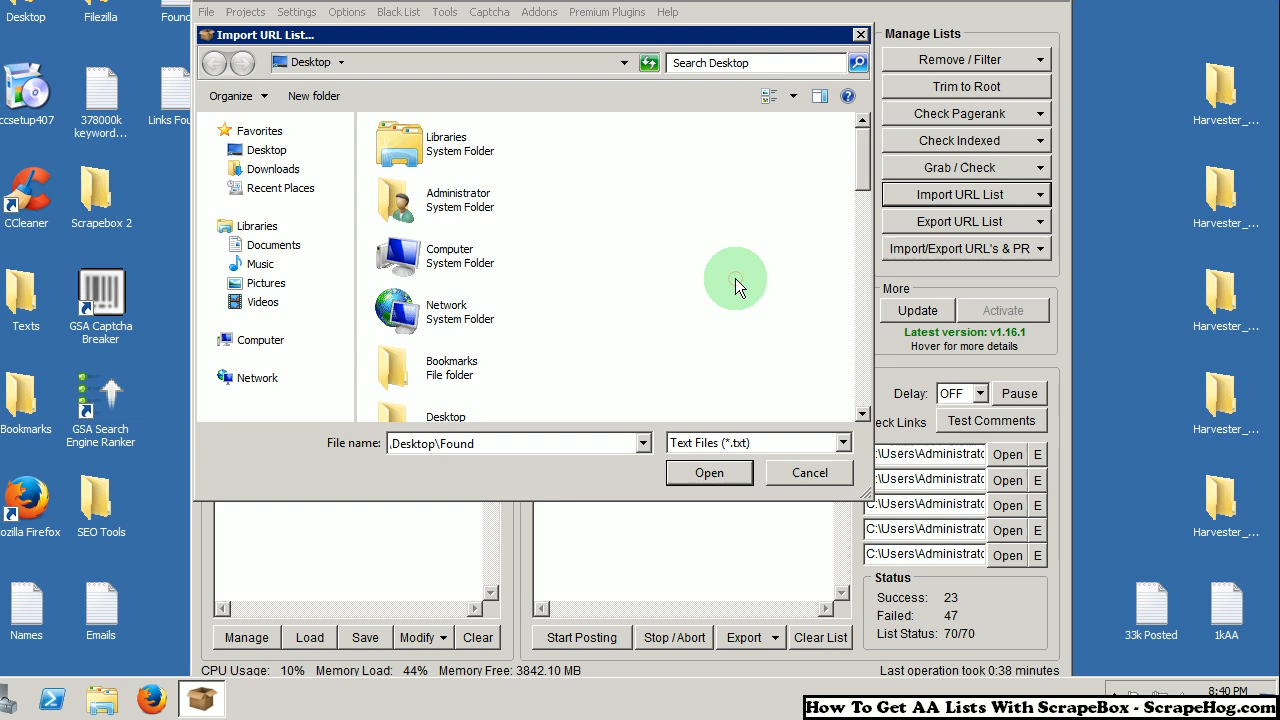 Desktop
Filezilla
Found
ccsetup407
378000k
keyword...
Links Fou
CCleaner
Scrapebox 2
Texts
GSA Captcha
Breaker
Bookmarks
GSA Search
Engine Ranker
ozilla Firefox
SEO Tools
Names
Emails
File
Projects
Settings
Options
Black List
Tools
Captcha
Addons
Premium Plugins
Help
Import URL List...
Desktop
Search Desktop
Organize
New folder
Favorites
Desktop
Downloads
Recent Places
Libraries
Documents
Music
Pictures
Videos
Computer
Network
Libraries
System Folder
Administrator
System Folder
Computer
System Folder
Network
System Folder
Bookmarks
File folder
Desktop
File name:
.Desktop\Found
Text Files (*.txt)
Open
Cancel
Manage Lists
Remove / Filter
Trim to Root
Check Pagerank
Check Indexed
Grab / Check
Import URL List
Export URL List
Import/Export URL's & PR
More
Update
Activate
Latest version: v1.16.1
Hover for more details
Delay:
OFF
Pause
eck Links
Test Comments
:\Users\Administrato
Open
E
:\Users\Administrato
Open
E
C:\Users\Administrato
Open
E
C:\Users\Administrato
Open
E
C:\Users\Administrato
Open
E
Status
Success: 23
Failed: 47
List Status: 70/70
Manage
Load
Save
Modify
Clear
Start Posting
Stop / Abort
Export
Clear List
CPU Usage: 10% Memory Load: 44% Memory Free: 3842.10 MB
Last operation took 0:38 minutes
Harvester_...
Harvester_...
Harvester_...
Harvester_...
Harvester_...
33k Posted
1kAA
8:40 PM
How To Get AA Lists With ScrapeBox - ScrapeHog.com